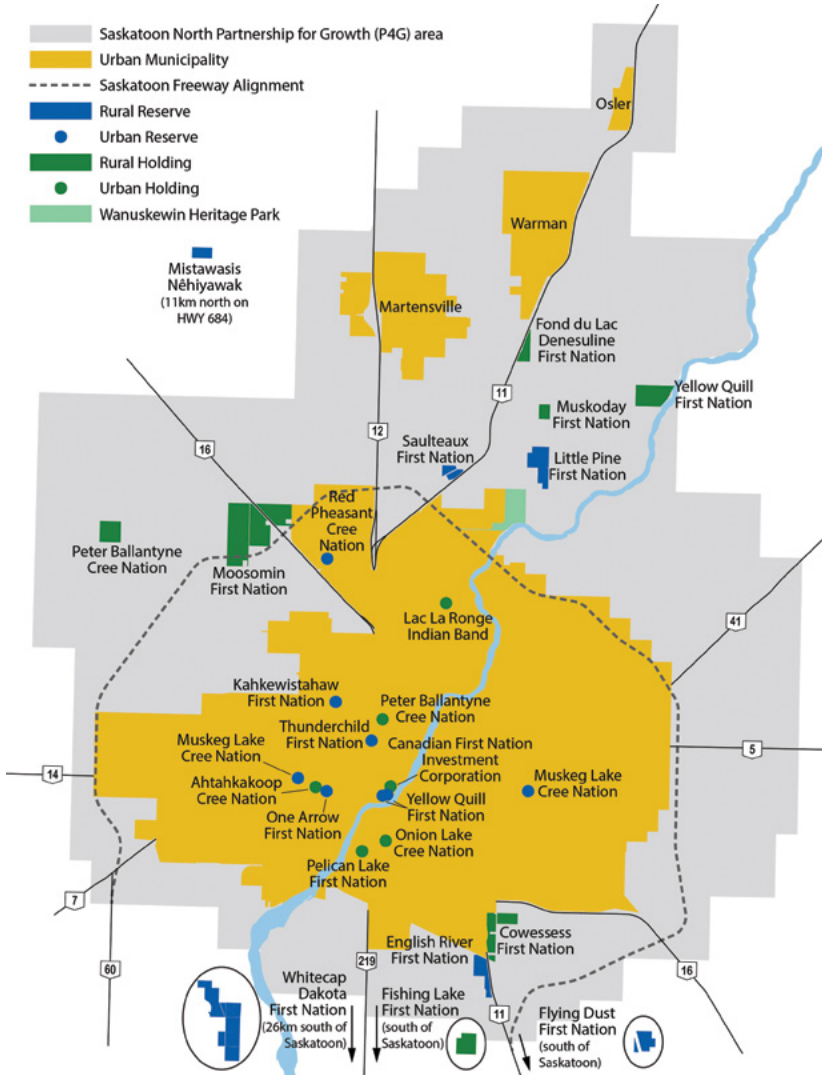 Saskatoon North Partnership for Growth (P4G) area
Urban Municipality
Saskatoon Freeway Alignment
Rural Reserve
Urban Reserve
Rural Holding
Urban Holding
Wanuskewin Heritage Park
Osler
Warman
Mistawasis
Nêhiyawak
(11km north on
HWY 684)
Martensville
Fond du Lac
Denesuline
First Nation
11
Yellow Quill
First Nation
Muskoday
First Nation
12
16
Saulteaux
First Nation
Little Pine
First Nation
Red
Pheasant
Cree
Nation
Peter Ballantyne
Cree Nation
Moosomin
First Nation
Lac La Ronge
Indian Band
41
Kahkewistahaw
First Nation
Peter Ballantyne
Cree Nation
Thunderchild
First Nation
Canadian First Nation
Investment
Corporation
Muskeg Lake
Cree Nation
5
14
Ahtahkakoop
Cree Nation
Muskeg Lake
Cree Nation
One Arrow
First Nation
Yellow Quill
First Nation
Onion Lake
Cree Nation
Pelican Lake
First Nation
7
English River
First Nation
Cowessess
First Nation
60
219
16
Whitecap
Dakota
First Nation
(26km south of
Saskatoon)
Fishing Lake
First Nation
(south of
Saskatoon)
11
Flying Dust
First Nation
(south of
Saskatoon)